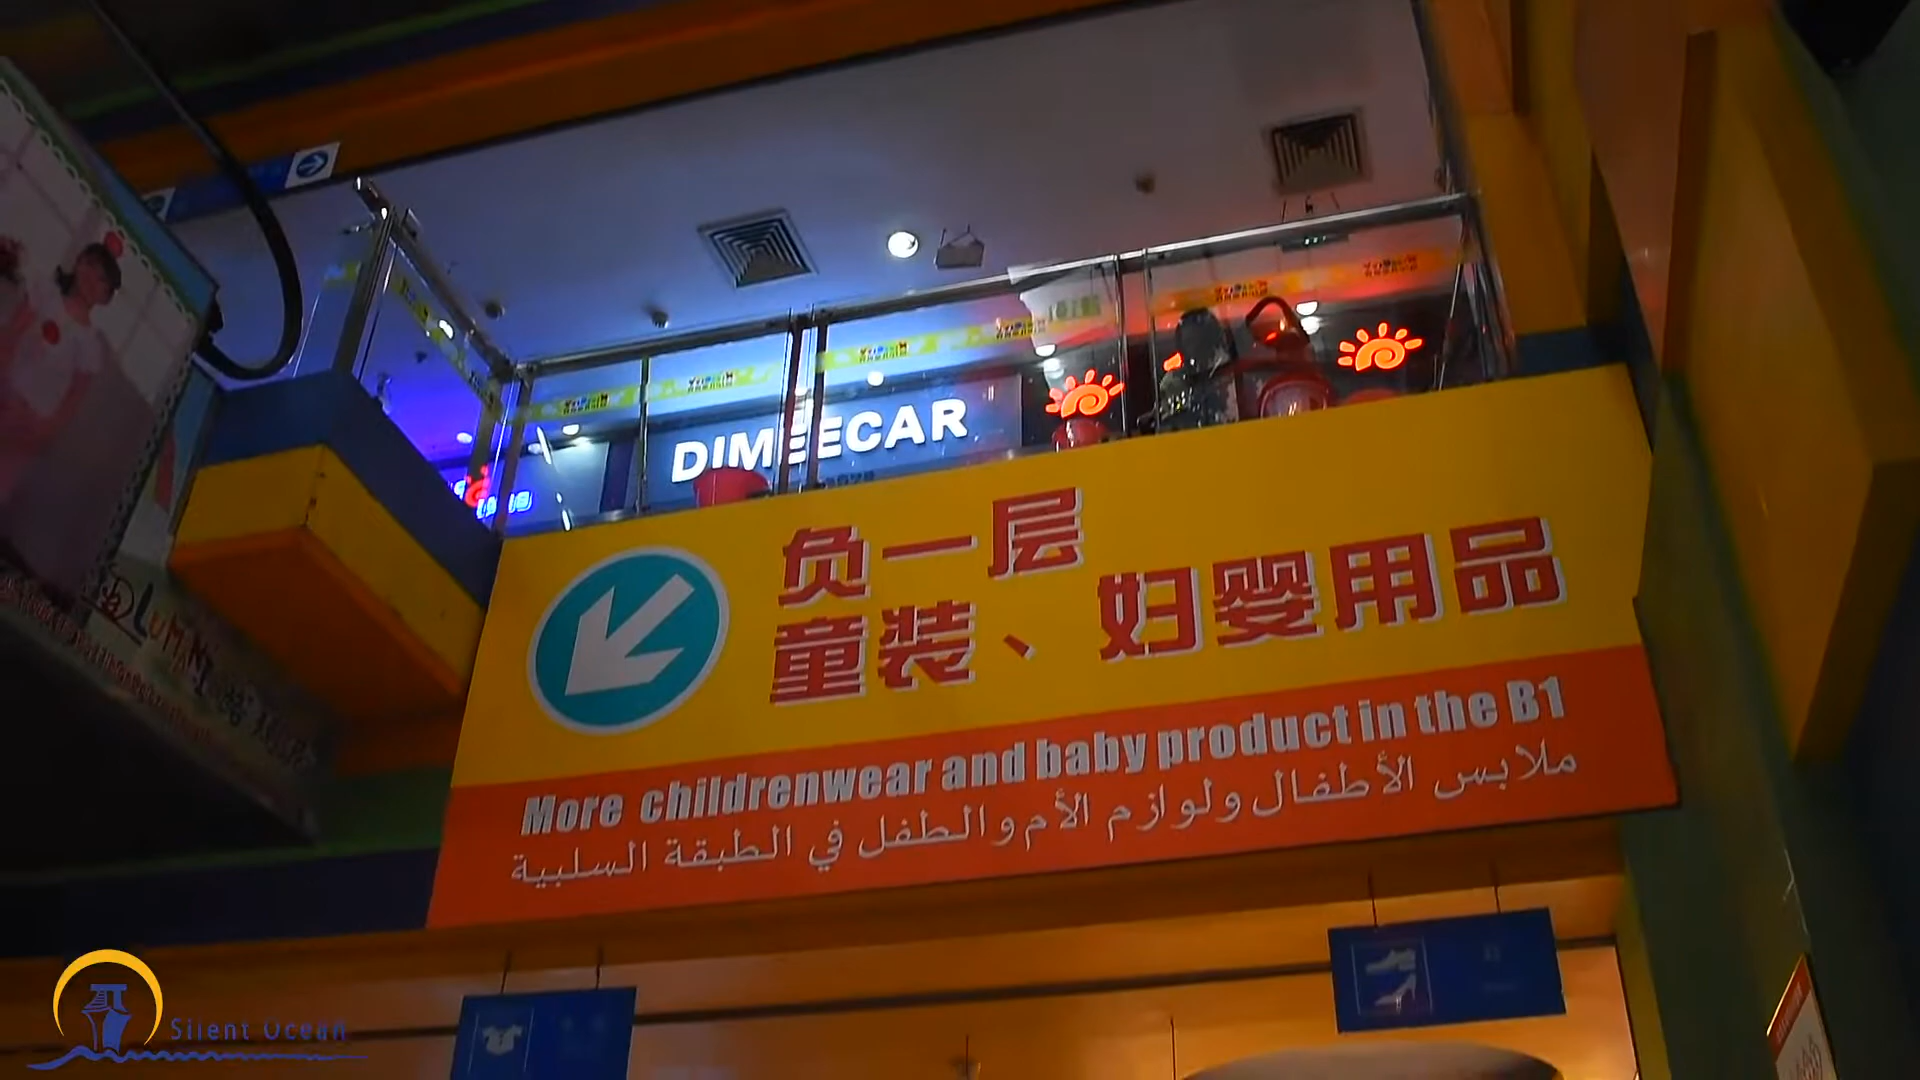 DIMEECAR
负一层
童装、妇婴用品
More childrenwear and baby product in the B1
ملابس الأطفال ولوازم الأم والطفل في الطبقة السلبية
LUMANI
Silent Ocean